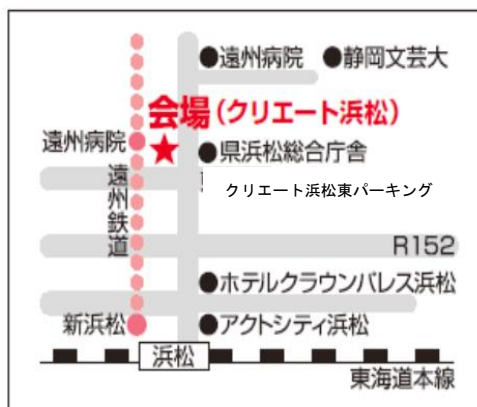 ●遠州病院 ●静岡文芸大
会場(クリエート浜松)
遠州病院
★
●県浜松総合庁舎
クリエート浜松東パーキング
遠州鉄道
R152
●ホテルクラウンパレス浜松
新浜松
●アクトシティ浜松
浜松
東海道本線